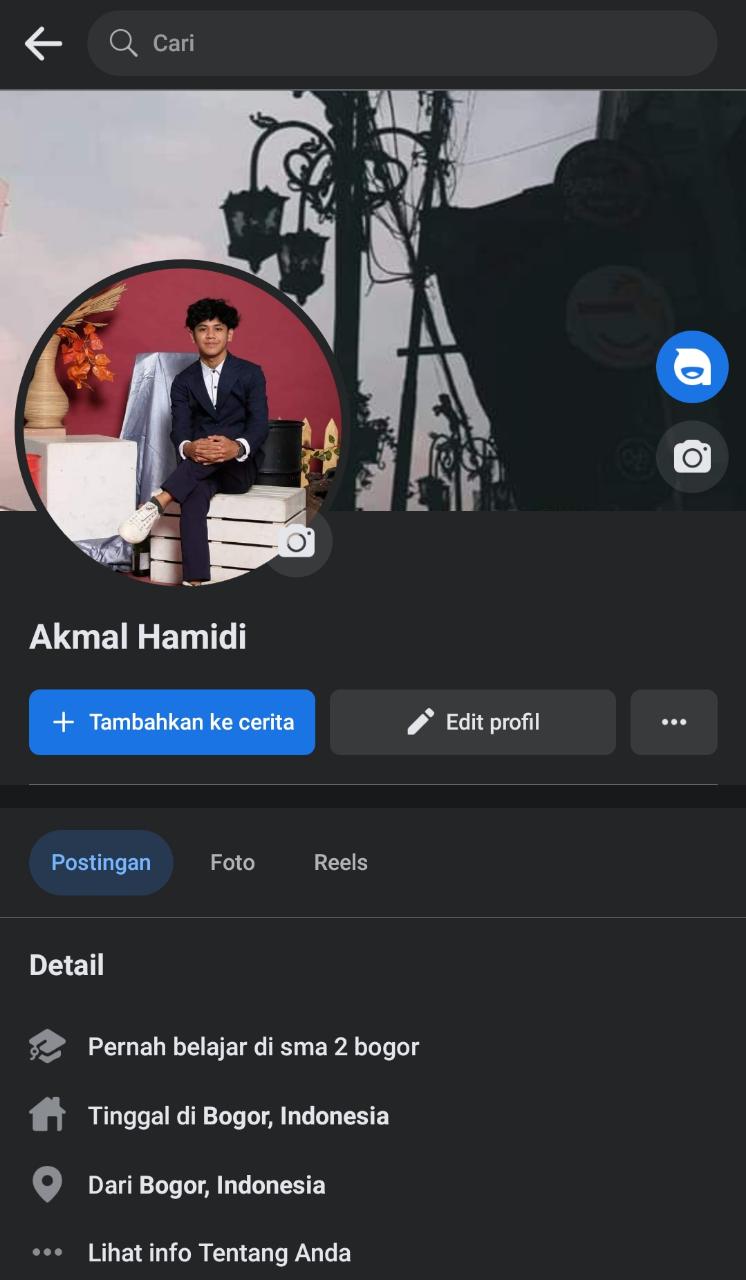 Cari
Akmal Hamidi
Tambahkan ke cerita
Edit profil
Postingan
Foto
Reels
Detail
Pernah belajar di sma 2 bogor
Tinggal di Bogor, Indonesia
Dari Bogor, Indonesia
Lihat info Tentang Anda